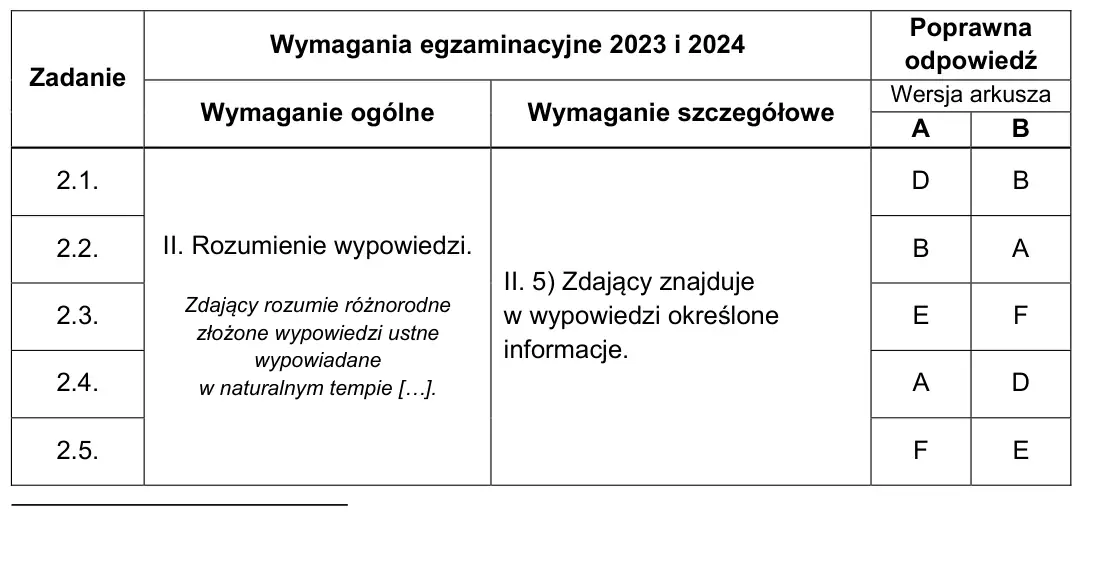 Zadanie
Wymagania egzaminacyjne 2023 i 2024
Poprawna
odpowiedź
Wymaganie ogólne
Wymaganie szczegółowe
Wersja arkusza
A B
2.1.
II. Rozumienie wypowiedzi.
Zdający rozumie różnorodne
złożone wypowiedzi ustne
wypowiadane
w naturalnym tempie […].
II. 5) Zdający znajduje
w wypowiedzi określone
informacje.
D B
2.2.
B A
2.3.
E F
2.4.
A D
2.5.
F E